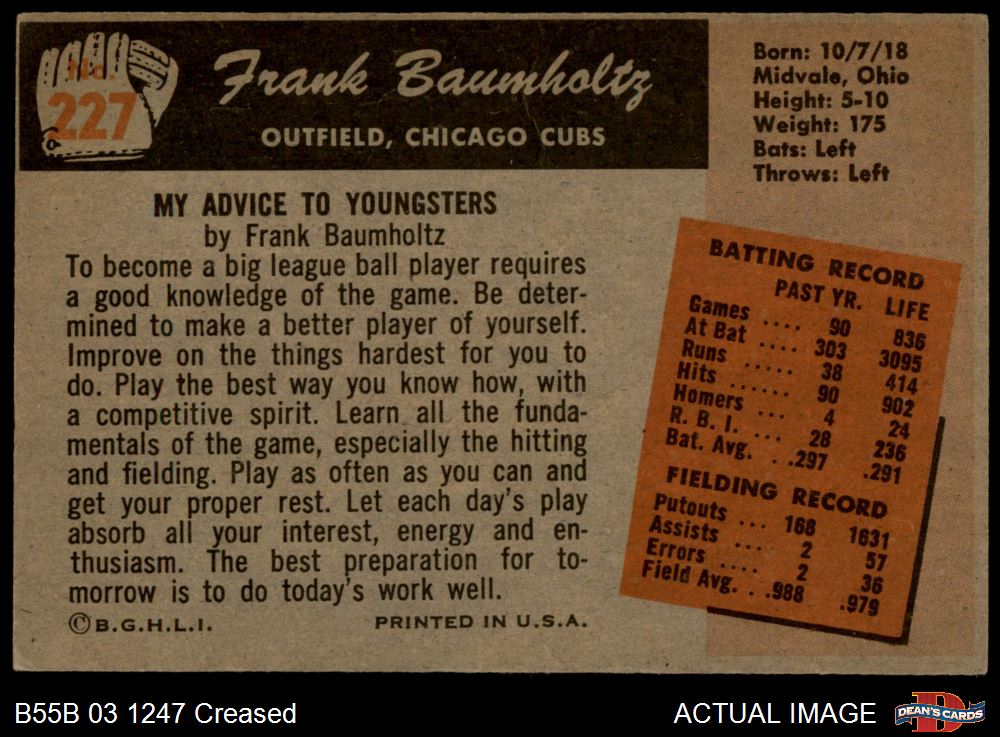 No.
227
Frank Baumholtz
OUTFIELD, CHICAGO CUBS
Born: 10/7/18
Midvale, Ohio
Height: 5-10
Weight: 175
Bats: Left
Throws: Left
MY ADVICE TO YOUNGSTERS
by Frank Baumholtz
To become a big league ball player requires
a good knowledge of the game. Be deter-
mined to make a better player of yourself.
Improve on the things hardest for you to
do. Play the best way you know how, with
a competitive spirit. Learn all the funda-
mentals of the game, especially the hitting
and fielding. Play as often as you can and
get your proper rest. Let each day's play
absorb all your interest, energy and en-
thusiasm. The best preparation for to-
morrow is to do today's work well.
©B.G.H.L.I. PRINTED IN U.S.A.
BATTING RECORD
PAST YR. LIFE
Games .... 90 836
At Bat .... 303 3095
Runs ..... 38 414
Hits ...... 90 902
Homers ... 4 24
R. B. I. ... 28 236
Bat. Avg. ..297 .291
FIELDING RECORD
Putouts ... 168 1631
Assists ... 2 57
Errors .... 2 36
Field Avg. ..988 .979
B55B 03 1247 Creased
ACTUAL IMAGE
DEAN'S CARDS